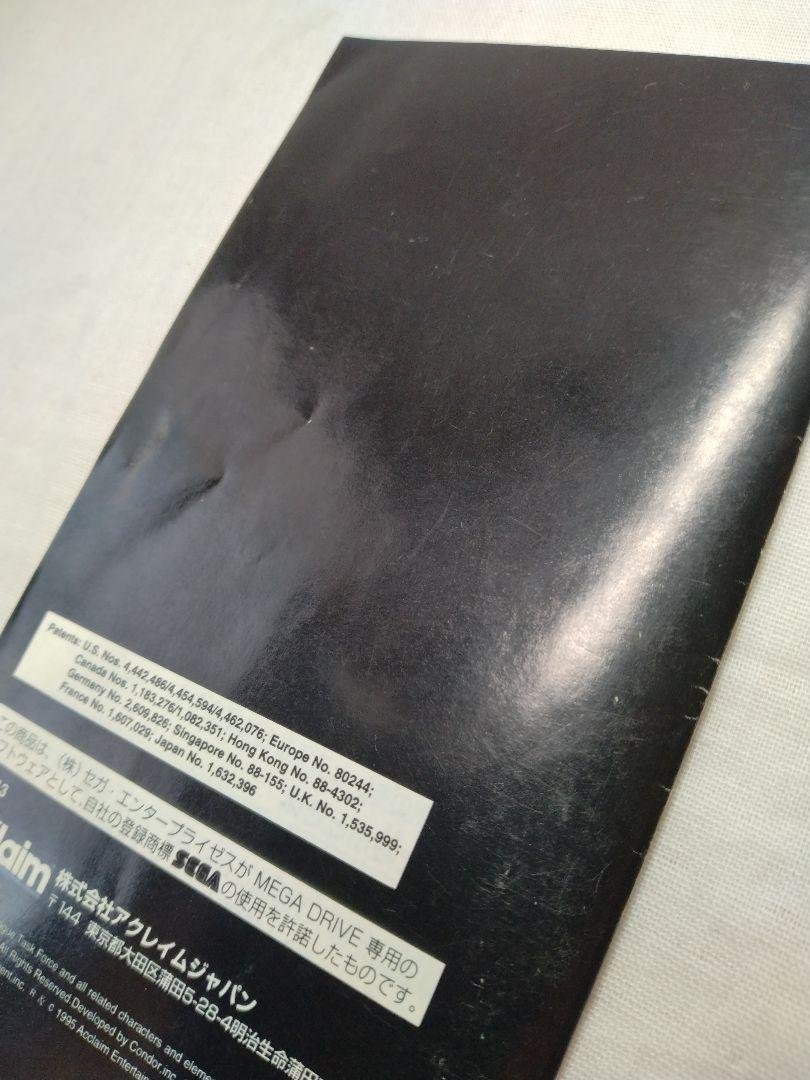 Patents: U.S. Nos. 4,442,486/4,454,594/4,462,076; Europe No. 80244;
Canada Nos. 1,183,276/1,082,351; Hong Kong No. 88-4302;
Germany No. 2,609,826; Singapore No. 88-155; U.K. No. 1,535,999;
France No. 1,607,029; Japan No. 1,632,396
この商品は、(株)セガ・エンタープライゼスが MEGA DRIVE 専用の
フトウェアとして、自社の登録商標 SEGA の使用を許諾したものです。
laim 株式会社アクレイムジャパン
〒144 東京都大田区蒲田5-28-4明治生命蒲田
Task Force and all related characters and eleme
All Rights Reserved.Developed by Condor,inc.
ent,inc. ® & © 1995 Acclaim Entertain